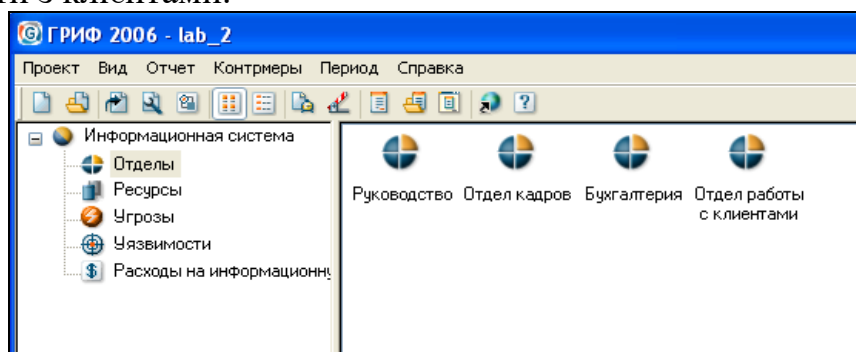 с клиентами.
ГРИФ 2006 - lab_2
Проект Вид Отчет Контрмеры Период Справка
Информационная система
Отделы
Ресурсы
Угрозы
Уязвимости
Расходы на информационну
Руководство Отдел кадров Бухгалтерия Отдел работы
с клиентами